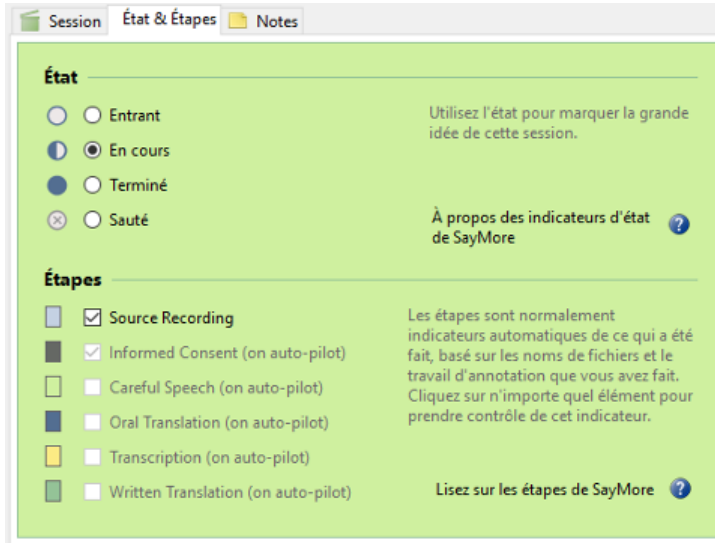 Session
État & Étapes
Notes
État
Entrant
En cours
Terminé
Sauté
Utilisez l'état pour marquer la grande
idée de cette session.
À propos des indicateurs d'état
de SayMore
Étapes
Source Recording
Informed Consent (on auto-pilot)
Careful Speech (on auto-pilot)
Oral Translation (on auto-pilot)
Transcription (on auto-pilot)
Written Translation (on auto-pilot)
Les étapes sont normalement
indicateurs automatiques de ce qui a été
fait, basé sur les noms de fichiers et le
travail d'annotation que vous avez fait.
Cliquez sur n'importe quel élément pour
prendre contrôle de cet indicateur.
Lisez sur les étapes de SayMore